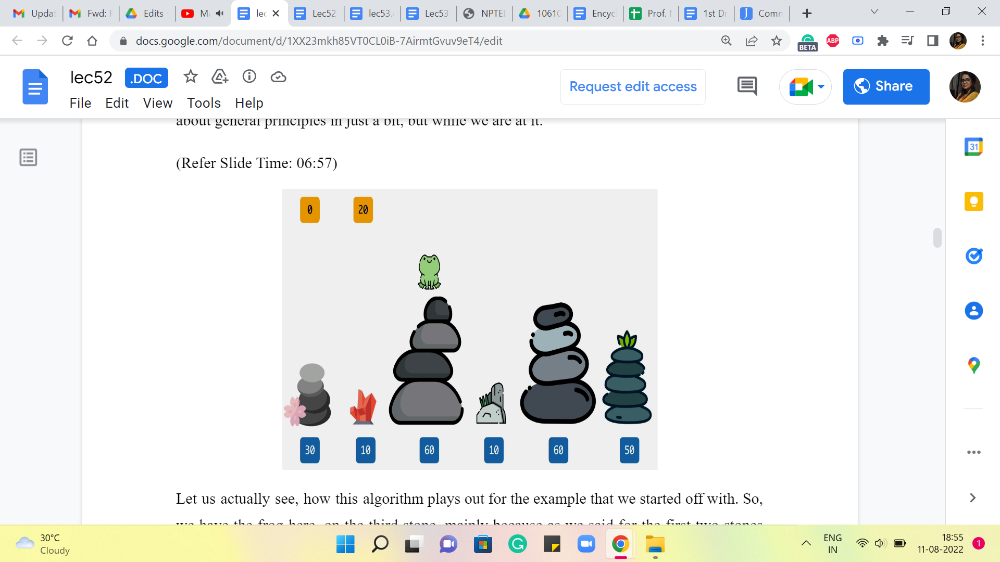 Updat
Fwd: F
Edits -
Ma
lec
Lec52
lec53.
Lec53
NPTEL
10610
Encyc
Prof. N
1st Dr
Comm
docs.google.com/document/d/1XX23mkh85VT0CL0iB-7AirmtGvuv9eT4/edit
BETA
ABP
lec52 .DOC
Request edit access
Share
File Edit View Tools Help
about general principles in just a bit, but while we are at it.
(Refer Slide Time: 06:57)
0 20
30 10 60 10 60 50
Let us actually see, how this algorithm plays out for the example that we started off with. So,
we have the frog here, on the third stone, mainly because as we said for the first two stones
31
30°C
Cloudy
ENG
IN
18:55
11-08-2022
1